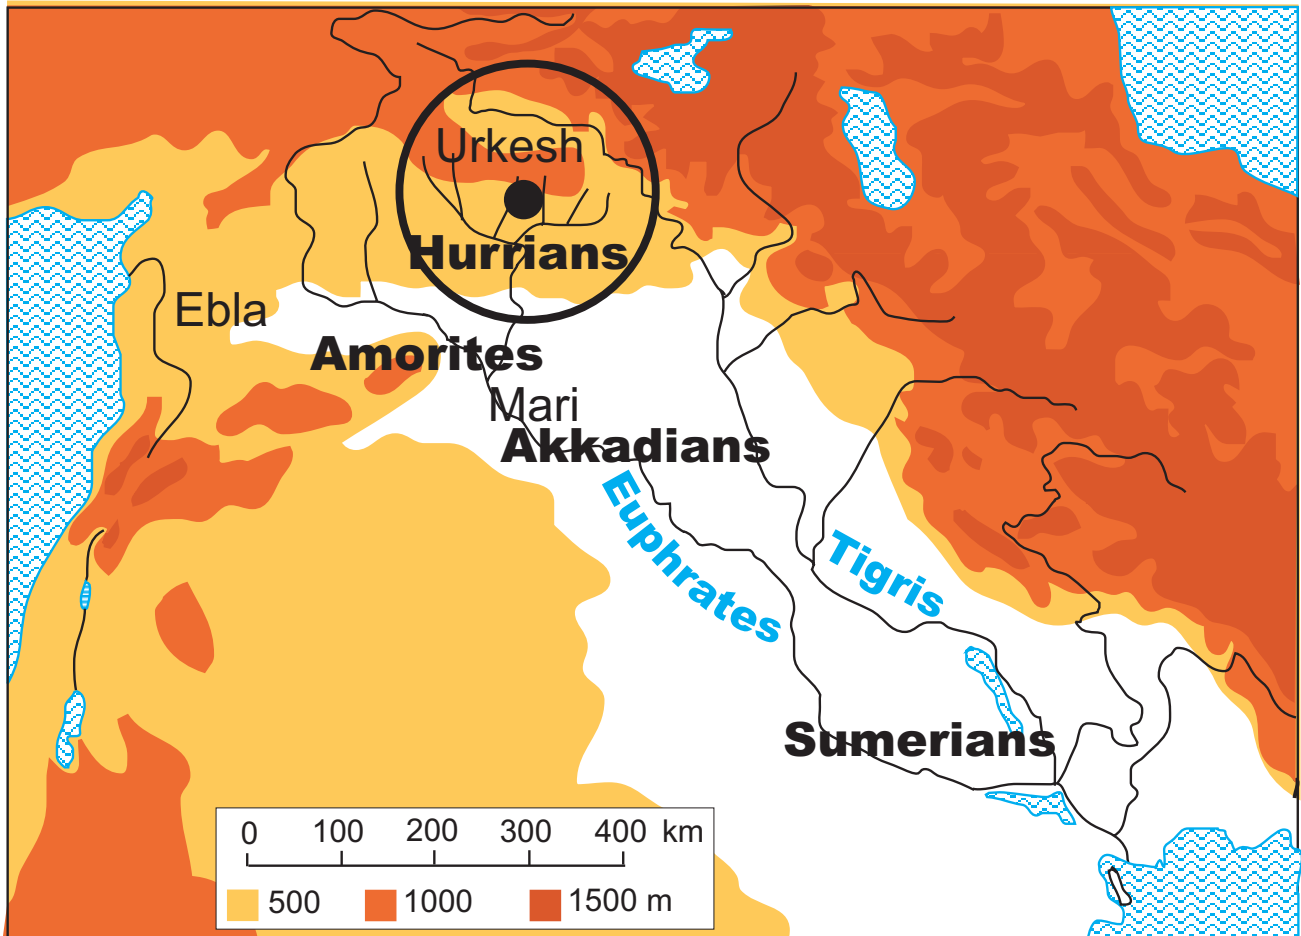 Urkesh
Hurrians
Ebla
Amorites
Mari
Akkadians
Euphrates
Tigris
Sumerians
0 100 200 300 400 km
500 1000 1500 m